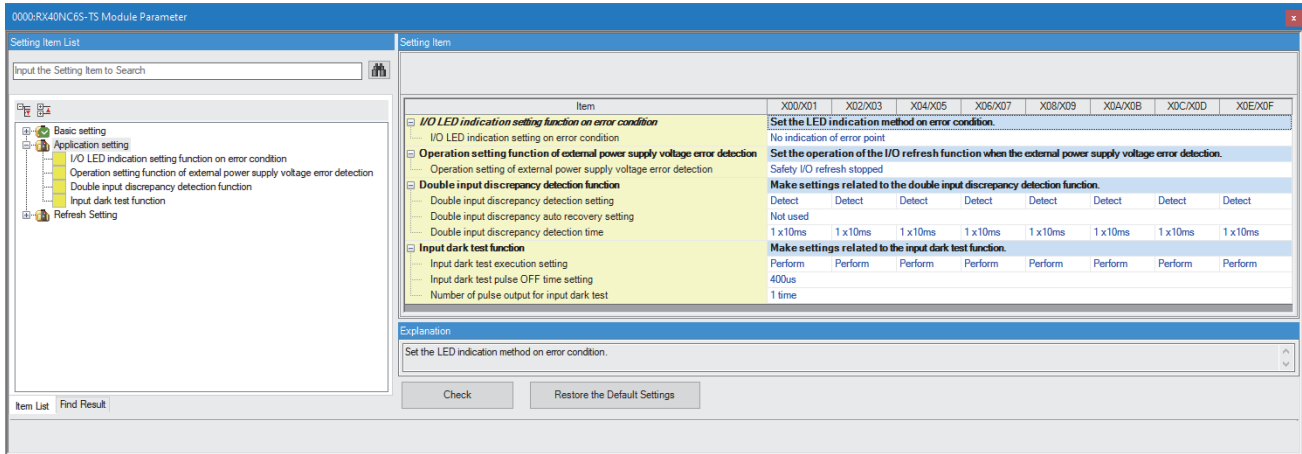 0000:RX40NC6S-TS Module Parameter
x
Setting Item List
Input the Setting Item to Search
Basic setting
Application setting
I/O LED indication setting function on error condition
Operation setting function of external power supply voltage error detection
Double input discrepancy detection function
Input dark test function
Refresh Setting
Item List Find Result
Setting Item
Item X00/X01 X02/X03 X04/X05 X06/X07 X08/X09 X0A/X0B X0C/X0D X0E/X0F
I/O LED indication setting function on error condition Set the LED indication method on error condition.
I/O LED indication setting on error condition No indication of error point
Operation setting function of external power supply voltage error detection Set the operation of the I/O refresh function when the external power supply voltage error detection.
Operation setting of external power supply voltage error detection Safety I/O refresh stopped
Double input discrepancy detection function Make settings related to the double input discrepancy detection function.
Double input discrepancy detection setting Detect Detect Detect Detect Detect Detect Detect Detect
Double input discrepancy auto recovery setting Not used
Double input discrepancy detection time 1 x10ms 1 x10ms 1 x10ms 1 x10ms 1 x10ms 1 x10ms 1 x10ms 1 x10ms
Input dark test function Make settings related to the input dark test function.
Input dark test execution setting Perform Perform Perform Perform Perform Perform Perform Perform
Input dark test pulse OFF time setting 400us
Number of pulse output for input dark test 1 time
Explanation
Set the LED indication method on error condition.
Check Restore the Default Settings